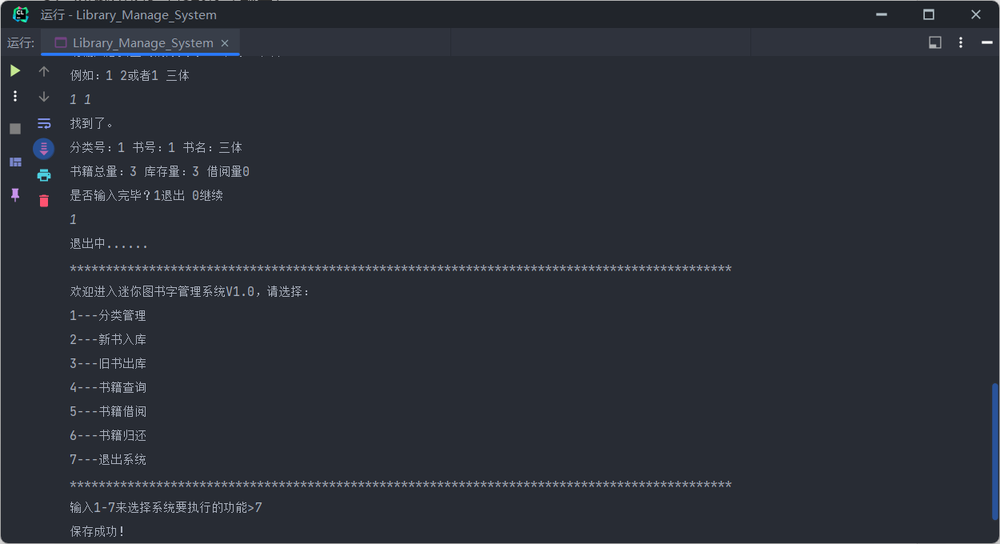 运行 - Library_Manage_System
运行: Library_Manage_System
例如：1 2或者1 三体
1 1
找到了。
分类号：1 书号：1 书名：三体
书籍总量：3 库存量：3 借阅量0
是否输入完毕？1退出 0继续
1
退出中......
********************************************************************************************
欢迎进入迷你图书字管理系统V1.0，请选择：
1---分类管理
2---新书入库
3---旧书出库
4---书籍查询
5---书籍借阅
6---书籍归还
7---退出系统
********************************************************************************************
输入1-7来选择系统要执行的功能>7
保存成功！